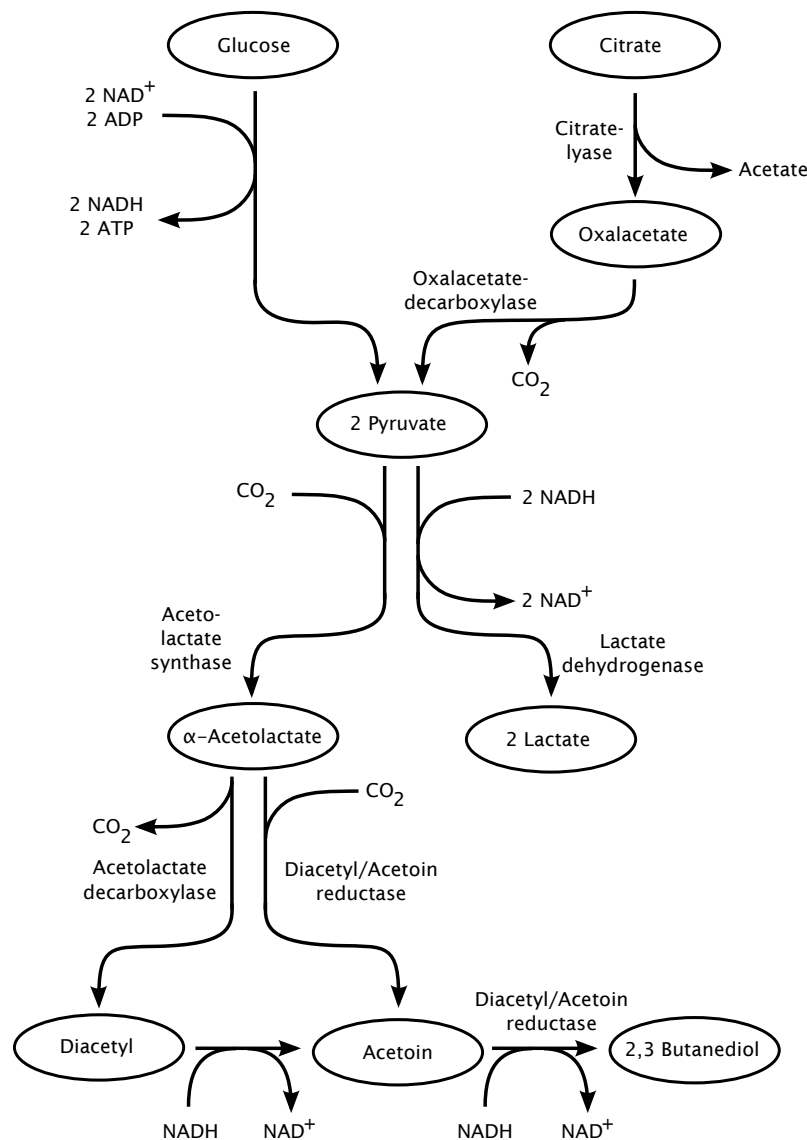 Glucose
Citrate
2 NAD+
2 ADP
Citrate-
lyase
Acetate
2 NADH
2 ATP
Oxalacetate
Oxalacetate-
decarboxylase
CO2
2 Pyruvate
CO2
2 NADH
2 NAD+
Aceto-
lactate
synthase
Lactate
dehydrogenase
α-Acetolactate
2 Lactate
CO2
CO2
Acetolactate
decarboxylase
Diacetyl/Acetoin
reductase
Diacetyl/Acetoin
reductase
Diacetyl
Acetoin
2,3 Butanediol
NADH
NAD+
NADH
NAD+